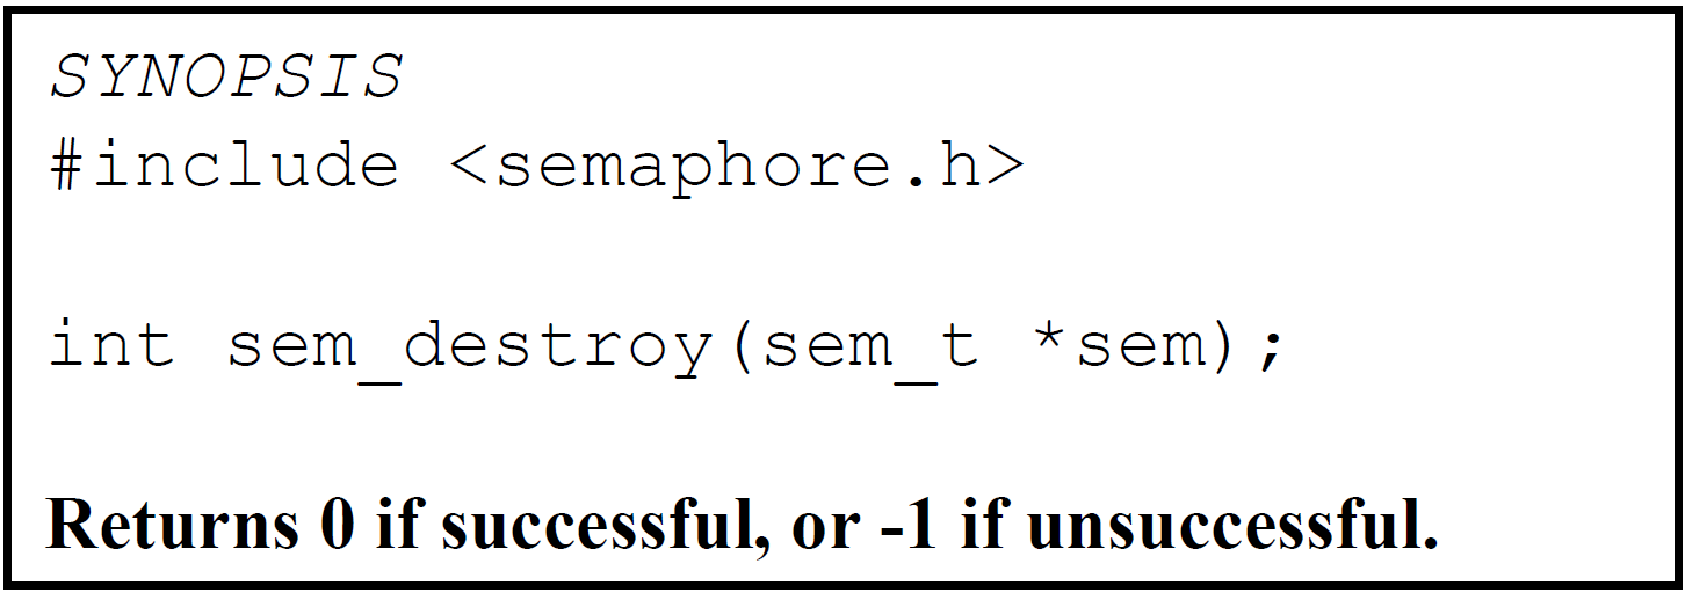 SYNOPSIS
#include <semaphore.h>
int sem_destroy(sem_t *sem);
Returns 0 if successful, or -1 if unsuccessful.